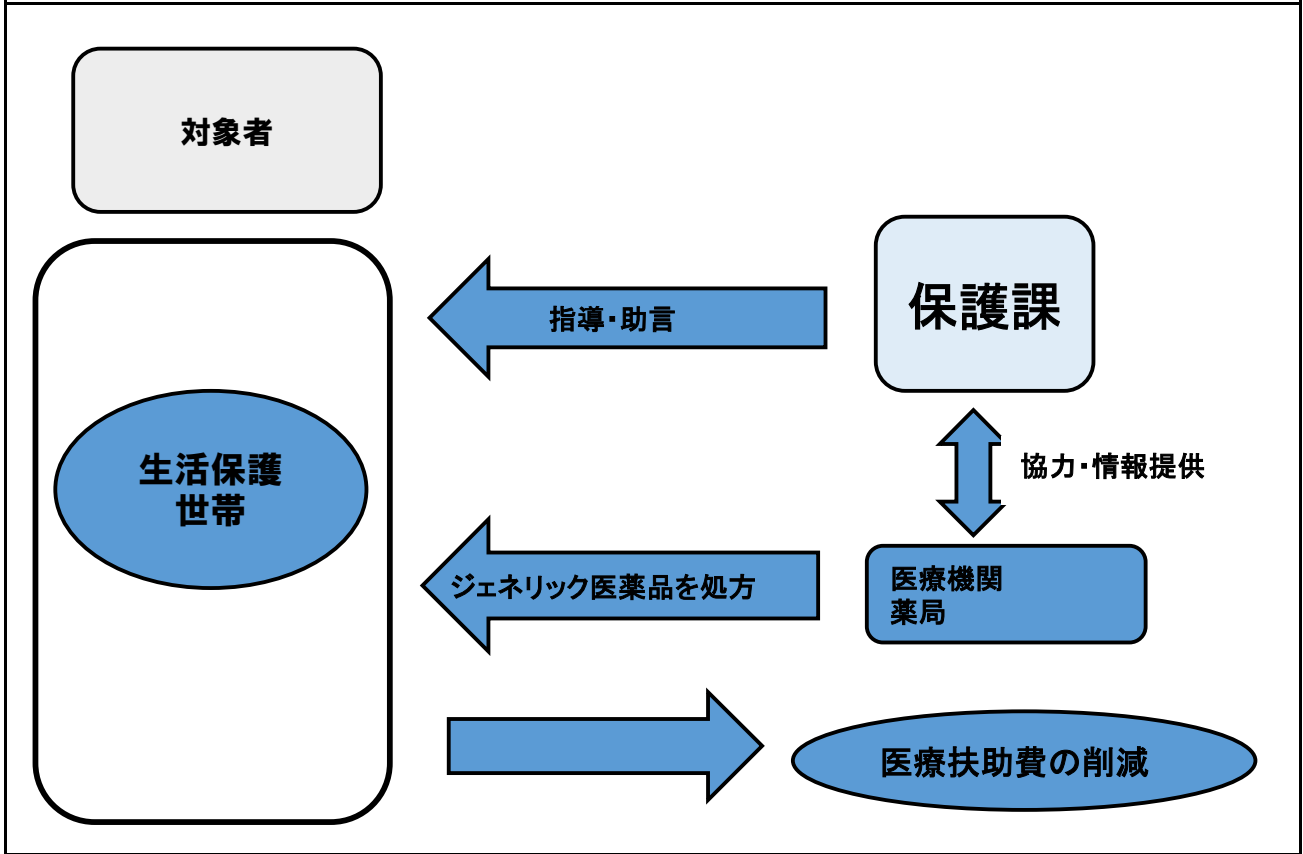 対象者
保護課
指導・助言
協力・情報提供
生活保護
世帯
ジェネリック医薬品を処方
医療機関
薬局
医療扶助費の削減